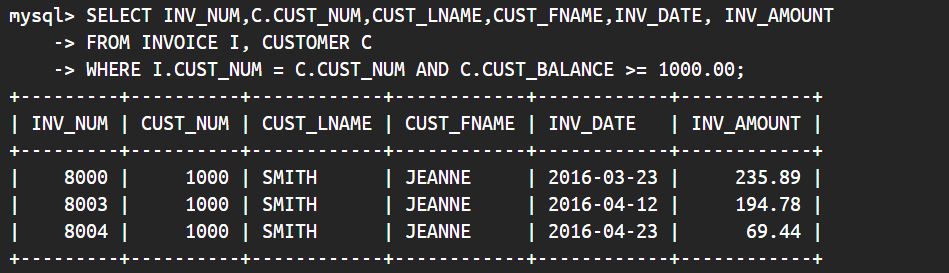 mysql> SELECT INV_NUM,C.CUST_NUM,CUST_LNAME,CUST_FNAME,INV_DATE, INV_AMOUNT
    -> FROM INVOICE I, CUSTOMER C
    -> WHERE I.CUST_NUM = C.CUST_NUM AND C.CUST_BALANCE >= 1000.00;
+---------+----------+------------+------------+------------+------------+
| INV_NUM | CUST_NUM | CUST_LNAME | CUST_FNAME | INV_DATE   | INV_AMOUNT |
+---------+----------+------------+------------+------------+------------+
|    8000 |     1000 | SMITH      | JEANNE     | 2016-03-23 |     235.89 |
|    8003 |     1000 | SMITH      | JEANNE     | 2016-04-12 |     194.78 |
|    8004 |     1000 | SMITH      | JEANNE     | 2016-04-23 |      69.44 |
+---------+----------+------------+------------+------------+------------+